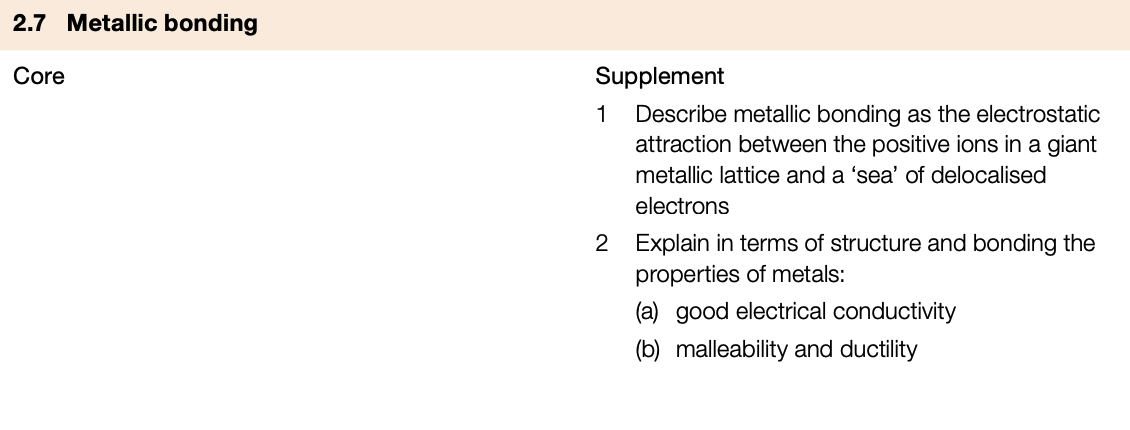 2.7 Metallic bonding
Core
Supplement
1 Describe metallic bonding as the electrostatic
attraction between the positive ions in a giant
metallic lattice and a ‘sea’ of delocalised
electrons
2 Explain in terms of structure and bonding the
properties of metals:
(a) good electrical conductivity
(b) malleability and ductility